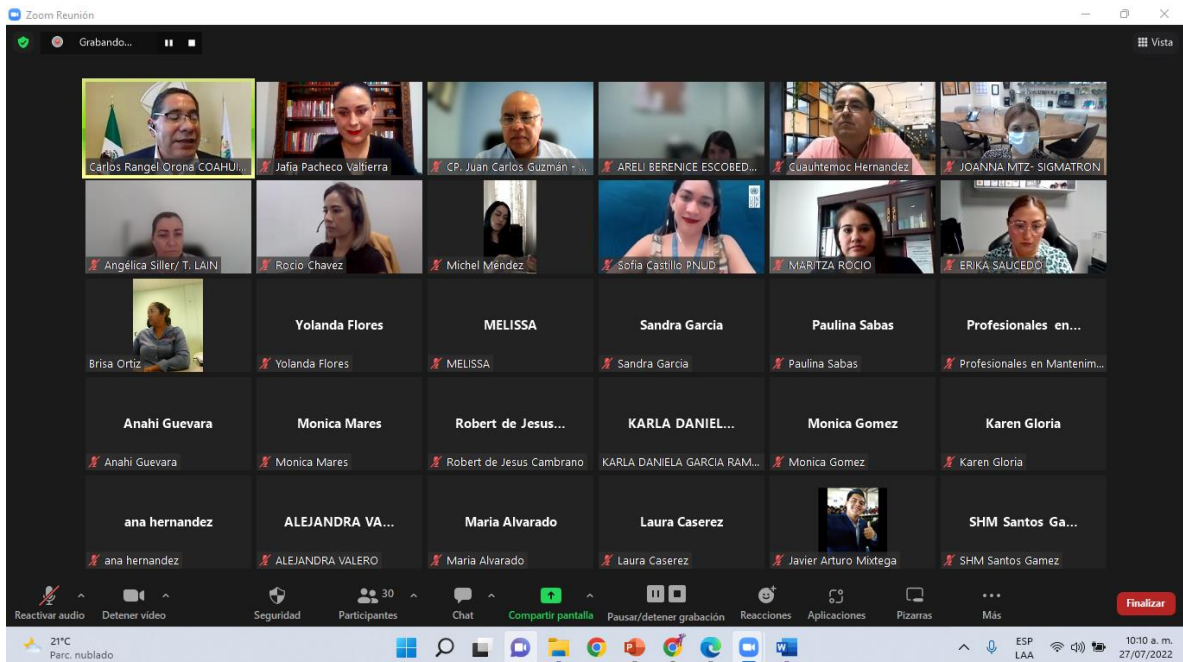 Zoom Reunión
Grabando...
Vista
Carlos Rangel Orona COAHUI...
Jafia Pacheco Valtierra
CP. Juan Carlos Guzmán - ...
ARELI BERENICE ESCOBED...
Cuauhtemoc Hernandez
JOANNA MTZ- SIGMATRON
Angélica Siller/ T. LAIN
Rocio Chavez
Michel Méndez
Sofia Castillo PNUD
MARITZA ROCIO
ERIKA SAUCEDO
Brisa Ortiz
Yolanda Flores
Yolanda Flores
MELISSA
MELISSA
Sandra Garcia
Sandra Garcia
Paulina Sabas
Paulina Sabas
Profesionales en...
Profesionales en Mantenim...
Anahi Guevara
Anahi Guevara
Monica Mares
Monica Mares
Robert de Jesus...
Robert de Jesus Cambrano
KARLA DANIEL...
KARLA DANIELA GARCIA RAM...
Monica Gomez
Monica Gomez
Karen Gloria
Karen Gloria
ana hernandez
ana hernandez
ALEJANDRA VA...
ALEJANDRA VALERO
Maria Alvarado
Maria Alvarado
Laura Caserez
Laura Caserez
Javier Arturo Mixtega
SHM Santos Ga...
SHM Santos Gamez
Reactivar audio
Detener vídeo
Seguridad
30
Participantes
Chat
Compartir pantalla
Pausar/detener grabación
Reacciones
Aplicaciones
Pizarras
Más
Finalizar
21°C
Parc. nublado
ESP
LAA
10:10 a. m.
27/07/2022